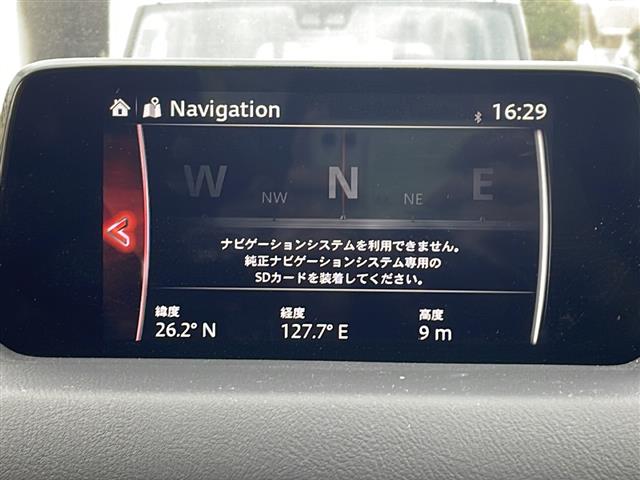 Navigation
16:29
W NW N NE E
ナビゲーションシステムを利用できません。
純正ナビゲーションシステム専用の
SDカードを装着してください。
緯度 経度 高度
26.2° N 127.7° E 9 m